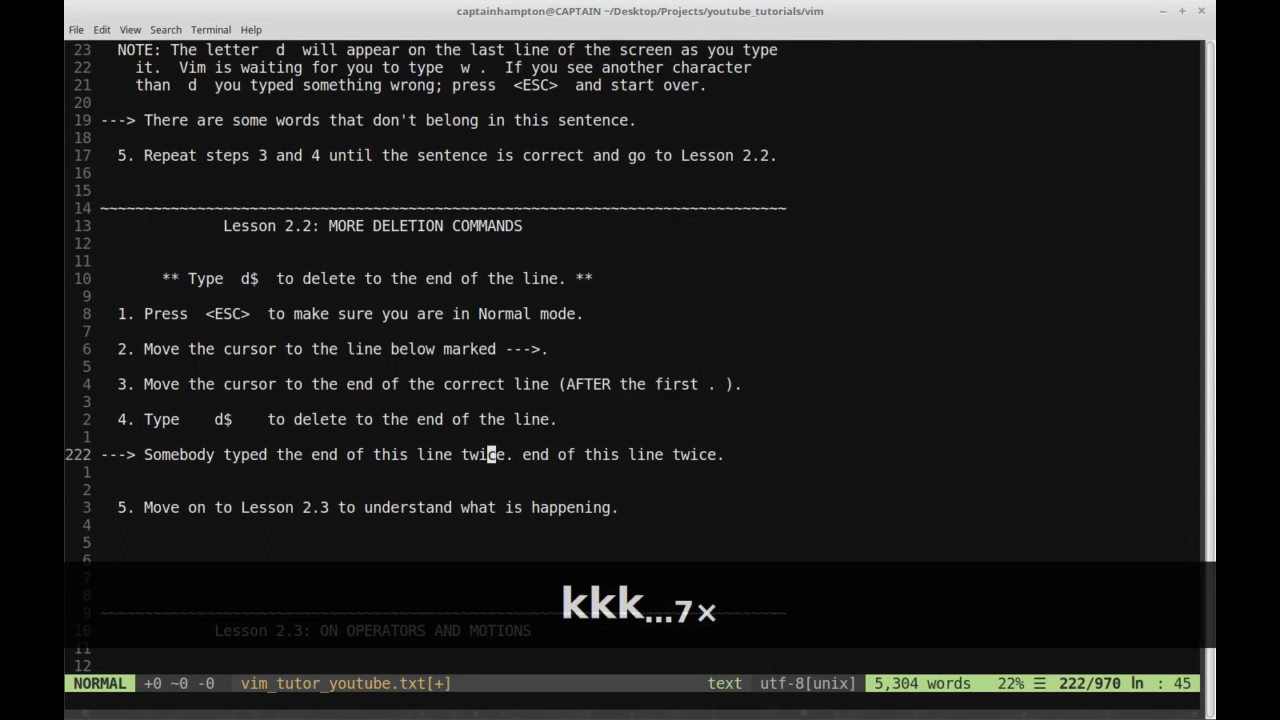 captainhampton@CAPTAIN ~/Desktop/Projects/youtube_tutorials/vim
File Edit View Search Terminal Help
23 NOTE: The letter d will appear on the last line of the screen as you type
22 it. Vim is waiting for you to type w . If you see another character
21 than d you typed something wrong; press <ESC> and start over.
20
19 ---> There are some words that don't belong in this sentence.
18
17 5. Repeat steps 3 and 4 until the sentence is correct and go to Lesson 2.2.
16
15
14 ~~~~~~~~~~~~~~~~~~~~~~~~~~~~~~~~~~~~~~~~~~~~~~~~~~~~~~~~~~~~~~~~~~~~~~~~~~~~~~
13 Lesson 2.2: MORE DELETION COMMANDS
12
11
10 ** Type d$ to delete to the end of the line. **
9
8 1. Press <ESC> to make sure you are in Normal mode.
7
6 2. Move the cursor to the line below marked --->.
5
4 3. Move the cursor to the end of the correct line (AFTER the first . ).
3
2 4. Type d$ to delete to the end of the line.
1
222 ---> Somebody typed the end of this line twice. end of this line twice.
1
2
3 5. Move on to Lesson 2.3 to understand what is happening.
4
5
6
7
8
kkk...7×
9 ~~~~~~~~~~~~~~~~~~~~~~~~~~~~~~~~~~~~~~~~~~~~~~~~~~~~~~~~~~~~~~~~~~~~~~~~~~~~~~
10 Lesson 2.3: ON OPERATORS AND MOTIONS
11
12
NORMAL +0 ~0 -0 vim_tutor_youtube.txt[+] text utf-8[unix] 5,304 words 22% ☰ 222/970 ln : 45